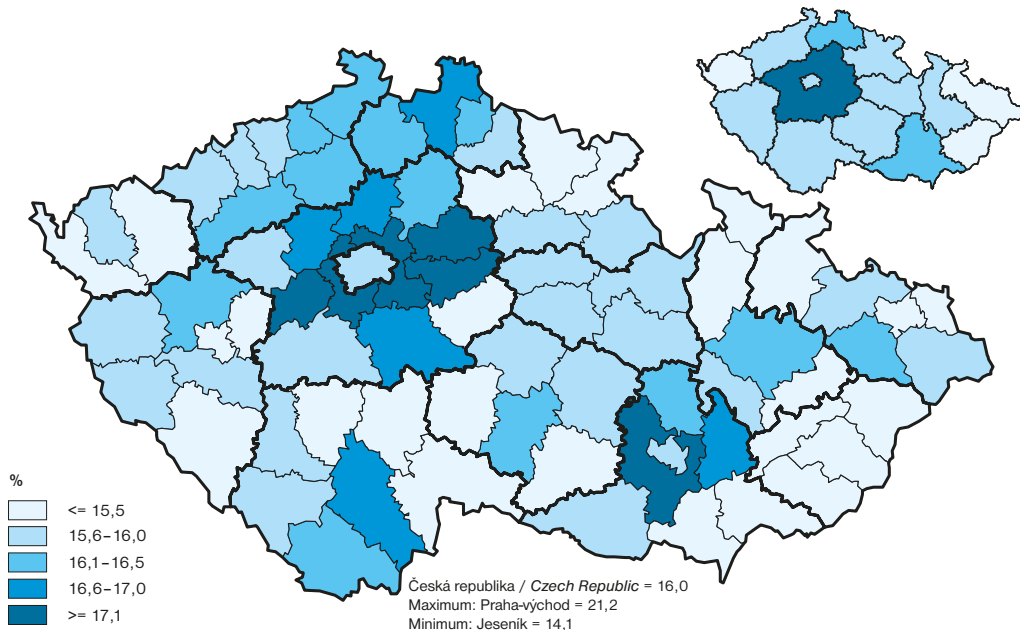 %
<= 15,5
15,6–16,0
16,1–16,5
16,6–17,0
>= 17,1
Česká republika / Czech Republic = 16,0
Maximum: Praha-východ = 21,2
Minimum: Jeseník = 14,1